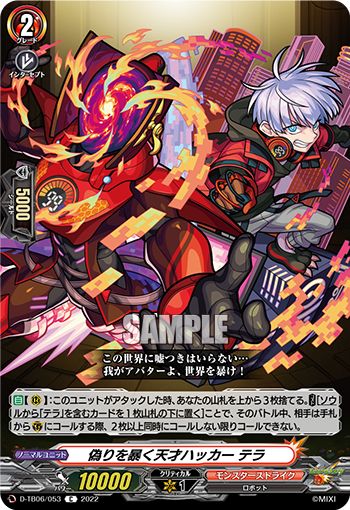 2
グレード
インターセプト
シールド
5000
SAMPLE
この世界に嘘つきはいらない…
我がアバターよ、世界を暴け！
自【R】：このユニットがアタックした時、あなたの山札を上から3枚捨てる。【ソウ
ルから「テラ」を含むカードを1枚山札の下に置く】ことで、そのバトル中、相手は手札か
らGにコールする際、2枚以上同時にコールしない限りコールできない。
ノーマルユニット
偽りを暴く天才ハッカー テラ
D-TB06/053 C 2022
パワー
10000
クリティカル
1
モンスターストライク
ロボット
©MIXI